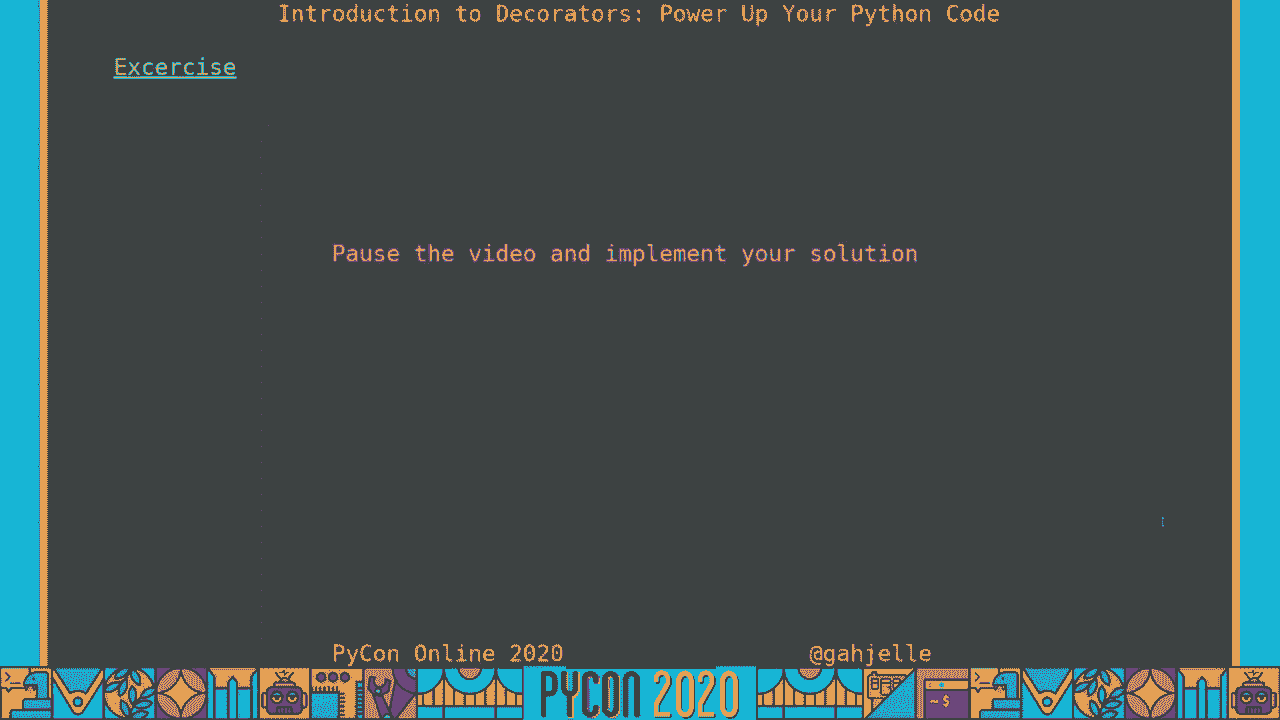 Introduction to Decorators: Power Up Your Python Code
Excercise
Pause the video and implement your solution
PyCon Online 2020 @gahjelle
PYCON 2020
~$